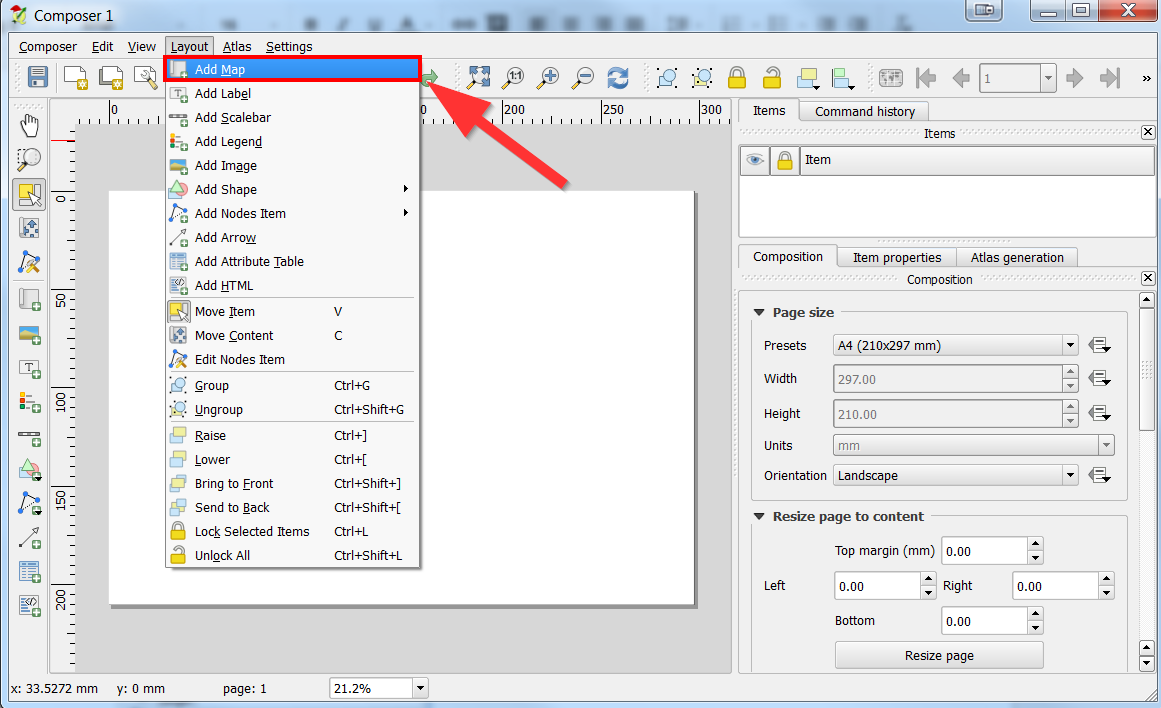 Composer 1
Composer Edit View Layout Atlas Settings
1:1
1
Add Map
Add Label
Add Scalebar
Add Legend
Add Image
Add Shape
Add Nodes Item
Add Arrow
Add Attribute Table
Add HTML
Move Item V
Move Content C
Edit Nodes Item
Group Ctrl+G
Ungroup Ctrl+Shift+G
Raise Ctrl+]
Lower Ctrl+[
Bring to Front Ctrl+Shift+]
Send to Back Ctrl+Shift+[
Lock Selected Items Ctrl+L
Unlock All Ctrl+Shift+L
0 0 200 250 300
0
50
100
150
200
Items Command history
Items
Item
Composition Item properties Atlas generation
Composition
Page size
Presets A4 (210x297 mm)
Width 297.00
Height 210.00
Units mm
Orientation Landscape
Resize page to content
Top margin (mm) 0.00
Left 0.00 Right 0.00
Bottom 0.00
Resize page
x: 33.5272 mm y: 0 mm page: 1 21.2%